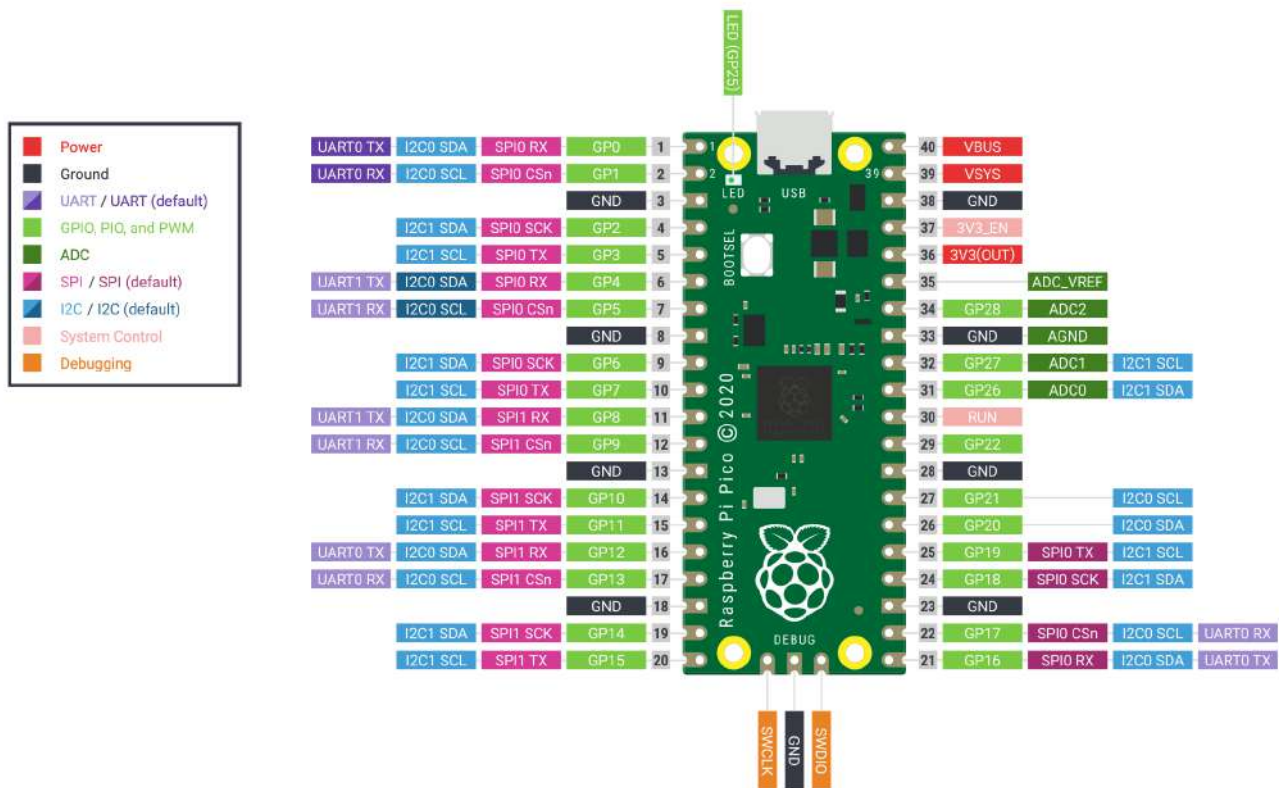 LED (GP25)
Power
Ground
UART / UART (default)
GPIO, PIO, and PWM
ADC
SPI / SPI (default)
I2C / I2C (default)
System Control
Debugging
UART0 TX I2C0 SDA SPI0 RX GP0 1
UART0 RX I2C0 SCL SPI0 CSn GP1 2
GND 3
I2C1 SDA SPI0 SCK GP2 4
I2C1 SCL SPI0 TX GP3 5
UART1 TX I2C0 SDA SPI0 RX GP4 6
UART1 RX I2C0 SCL SPI0 CSn GP5 7
GND 8
I2C1 SDA SPI0 SCK GP6 9
I2C1 SCL SPI0 TX GP7 10
UART1 TX I2C0 SDA SPI1 RX GP8 11
UART1 RX I2C0 SCL SPI1 CSn GP9 12
GND 13
I2C1 SDA SPI1 SCK GP10 14
I2C1 SCL SPI1 TX GP11 15
UART0 TX I2C0 SDA SPI1 RX GP12 16
UART0 RX I2C0 SCL SPI1 CSn GP13 17
GND 18
I2C1 SDA SPI1 SCK GP14 19
I2C1 SCL SPI1 TX GP15 20
1
2
39
LED
USB
BOOTSEL
Raspberry Pi Pico © 2020
DEBUG
40 VBUS
39 VSYS
38 GND
37 3V3_EN
36 3V3(OUT)
35 ADC_VREF
34 GP28 ADC2
33 GND AGND
32 GP27 ADC1 I2C1 SCL
31 GP26 ADC0 I2C1 SDA
30 RUN
29 GP22
28 GND
27 GP21 I2C0 SCL
26 GP20 I2C0 SDA
25 GP19 SPI0 TX I2C1 SCL
24 GP18 SPI0 SCK I2C1 SDA
23 GND
22 GP17 SPI0 CSn I2C0 SCL UART0 RX
21 GP16 SPI0 RX I2C0 SDA UART0 TX
SWCLK
GND
SWDIO